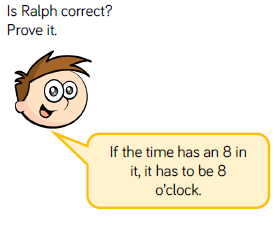 Is Ralph correct?
Prove it.
If the time has an 8 in
it, it has to be 8
o'clock.